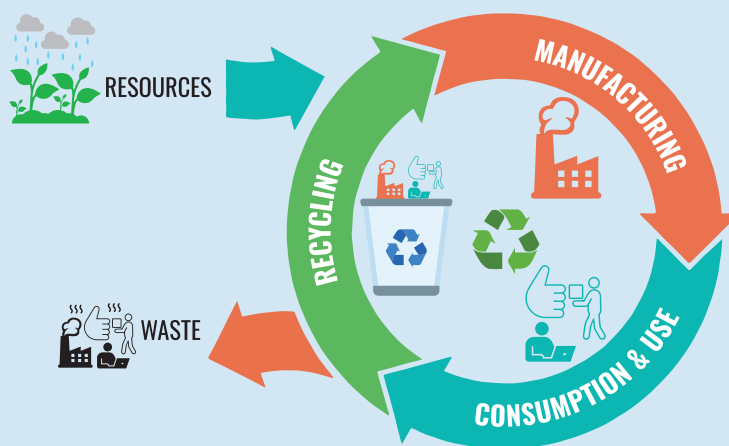 RESOURCES
MANUFACTURING
RECYCLING
WASTE
CONSUMPTION & USE